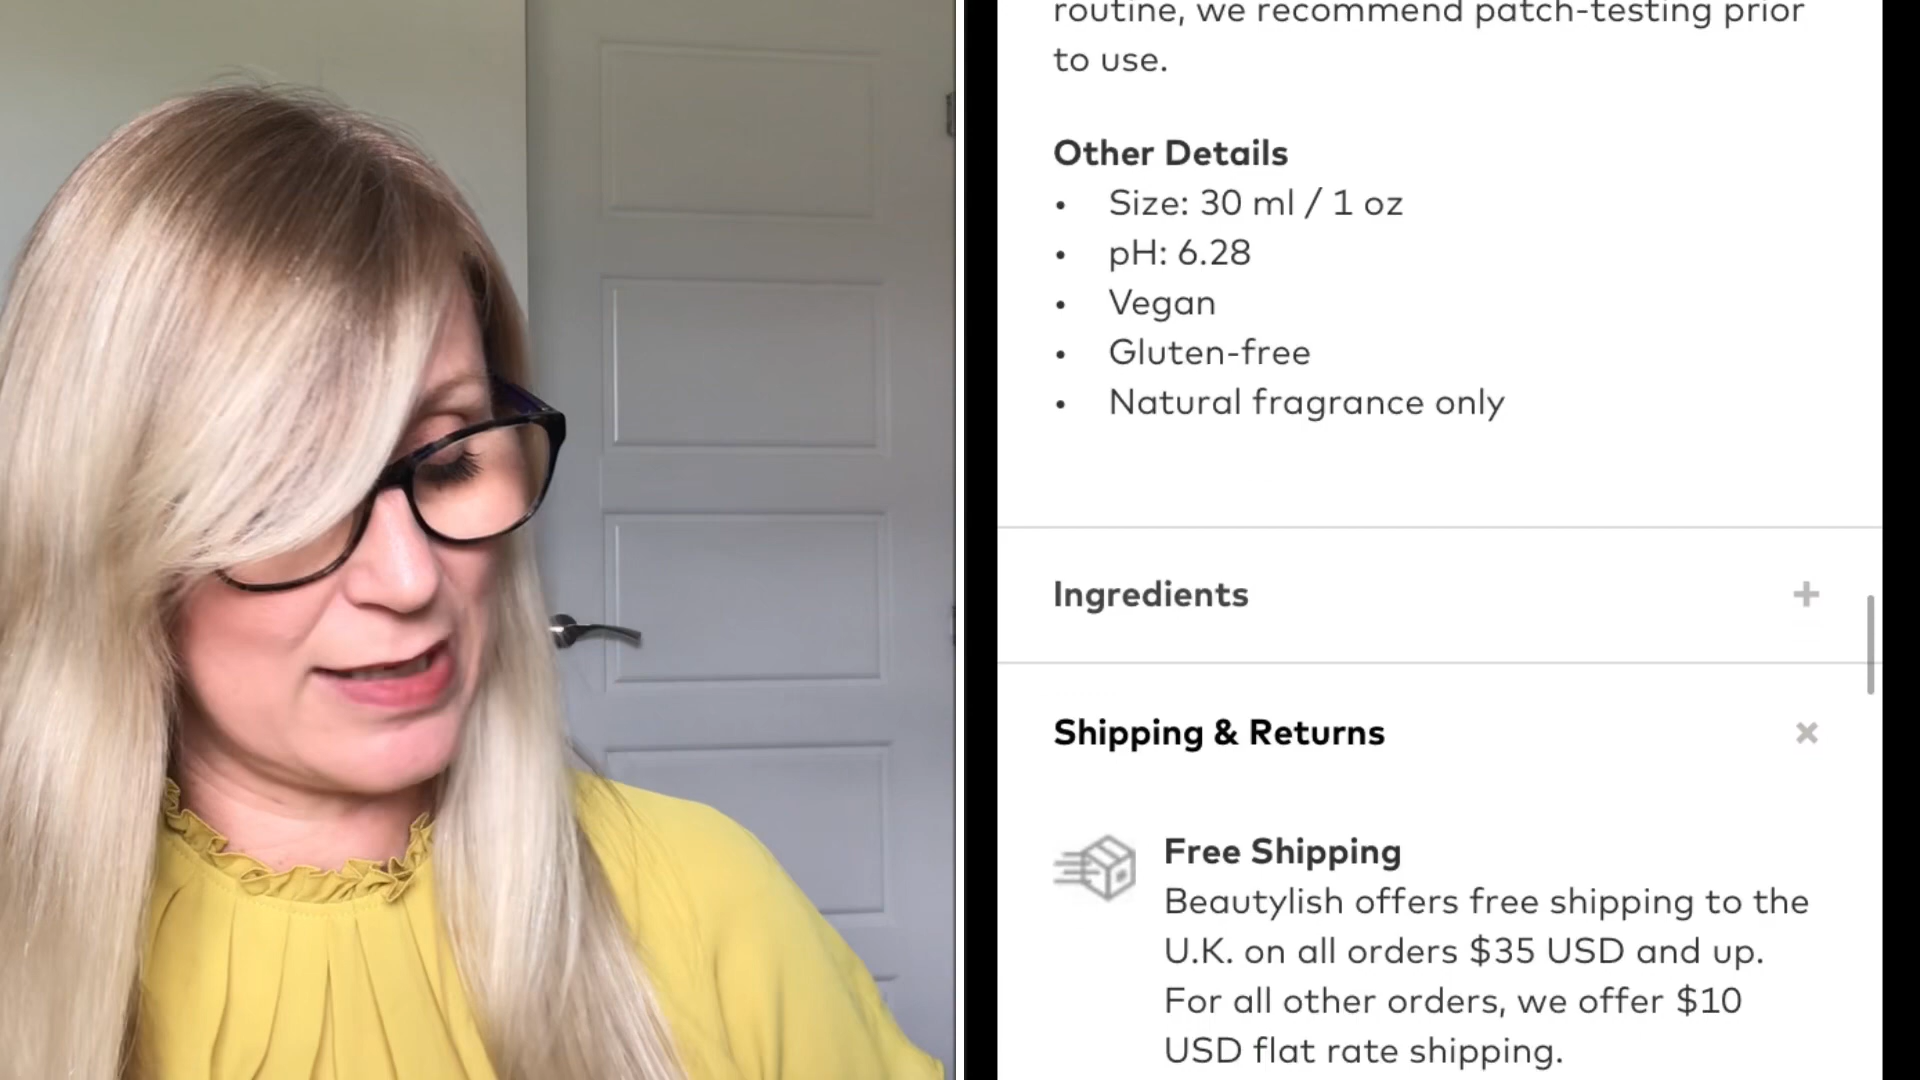 routine, we recommend patch-testing prior
to use.
Other Details
• Size: 30 ml / 1 oz
• pH: 6.28
• Vegan
• Gluten-free
• Natural fragrance only
Ingredients +
Shipping & Returns ×
Free Shipping
Beautylish offers free shipping to the
U.K. on all orders $35 USD and up.
For all other orders, we offer $10
USD flat rate shipping.